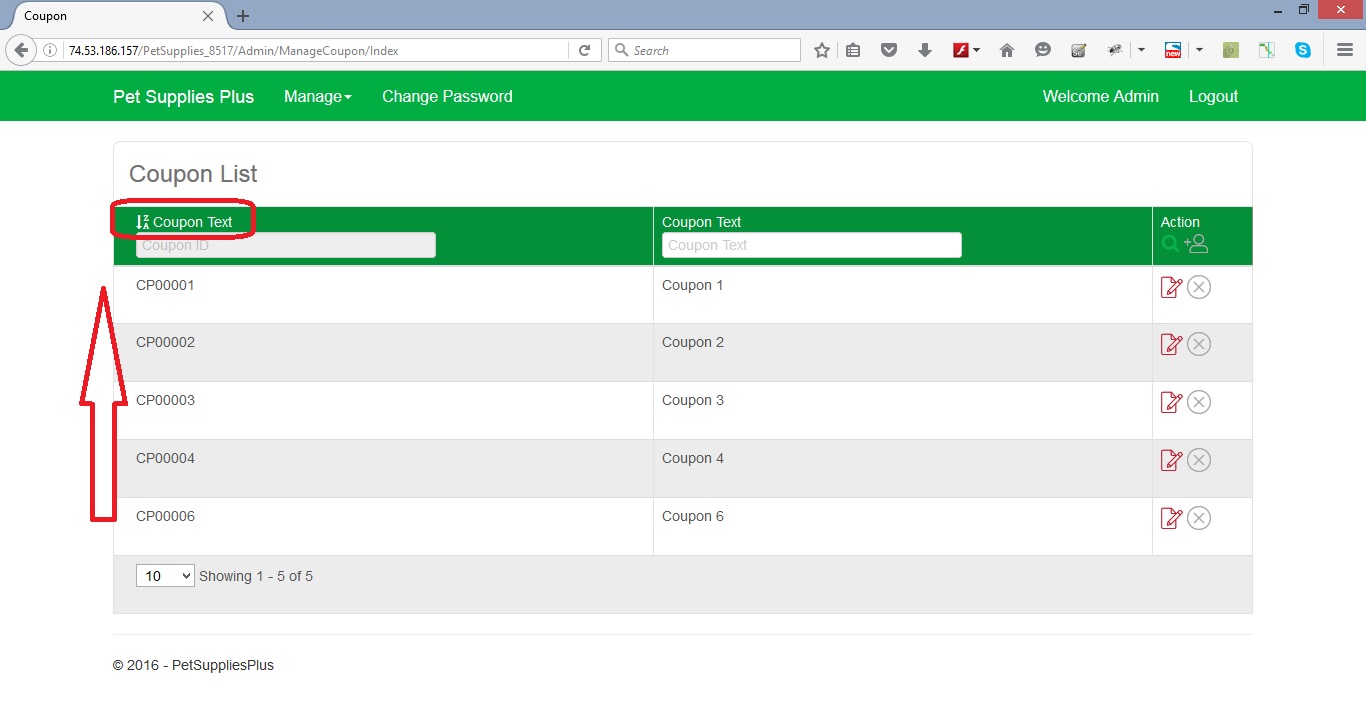 Coupon
74.53.186.157/PetSupplies_8517/Admin/ManageCoupon/Index
Search
new
Pet Supplies Plus Manage Change Password Welcome Admin Logout
Coupon List
Coupon Text Coupon Text Action
Coupon ID Coupon Text
CP00001 Coupon 1
CP00002 Coupon 2
CP00003 Coupon 3
CP00004 Coupon 4
CP00006 Coupon 6
10 Showing 1 - 5 of 5
© 2016 - PetSuppliesPlus